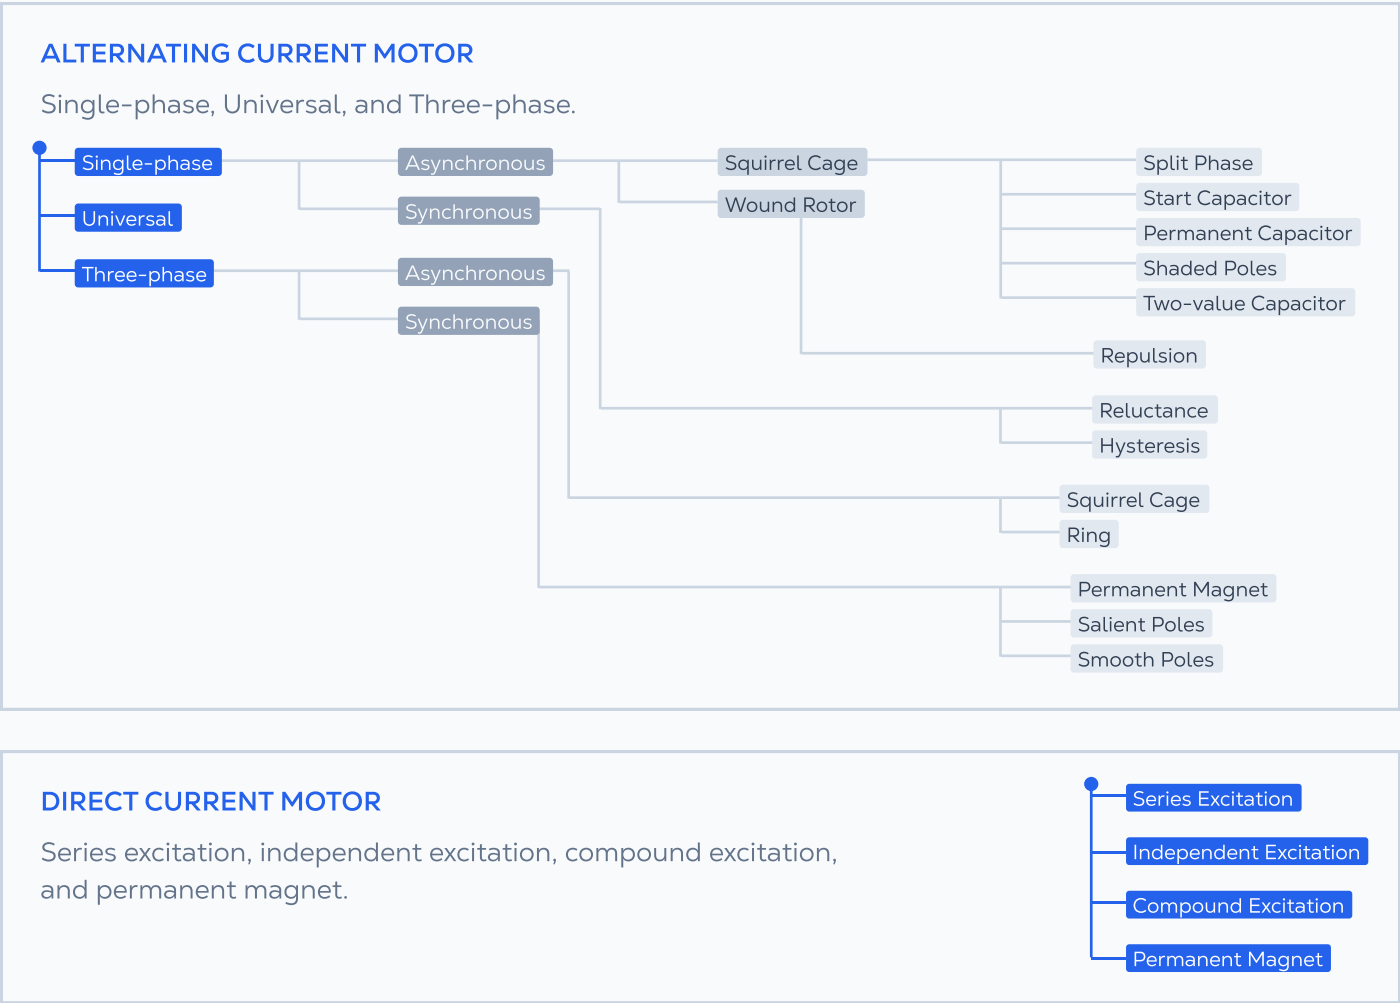 ALTERNATING CURRENT MOTOR
Single-phase, Universal, and Three-phase.
Single-phase
Universal
Three-phase
Asynchronous
Synchronous
Asynchronous
Synchronous
Squirrel Cage
Wound Rotor
Split Phase
Start Capacitor
Permanent Capacitor
Shaded Poles
Two-value Capacitor
Repulsion
Reluctance
Hysteresis
Squirrel Cage
Ring
Permanent Magnet
Salient Poles
Smooth Poles
DIRECT CURRENT MOTOR
Series excitation, independent excitation, compound excitation,
and permanent magnet.
Series Excitation
Independent Excitation
Compound Excitation
Permanent Magnet